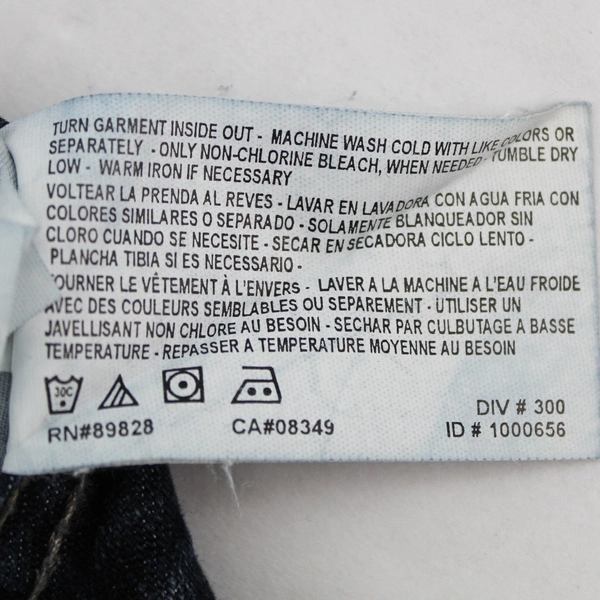 TURN GARMENT INSIDE OUT - MACHINE WASH COLD WITH LIKE COLORS OR
SEPARATELY - ONLY NON-CHLORINE BLEACH, WHEN NEEDED - TUMBLE DRY
LOW - WARM IRON IF NECESSARY
VOLTEAR LA PRENDA AL REVES - LAVAR EN LAVADORA CON AGUA FRIA CON
COLORES SIMILARES O SEPARADO - SOLAMENTE BLANQUEADOR SIN
CLORO CUANDO SE NECESITE - SECAR EN SECADORA CICLO LENTO -
PLANCHA TIBIA SI ES NECESSARIO -
TOURNER LE VÊTEMENT À L'ENVERS - LAVER A LA MACHINE A L'EAU FROIDE
AVEC DES COULEURS SEMBLABLES OU SEPAREMENT - UTILISER UN
JAVELLISANT NON CHLORE AU BESOIN - SECHAR PAR CULBUTAGE A BASSE
TEMPERATURE - REPASSER A TEMPERATURE MOYENNE AU BESOIN
30C
RN#89828 CA#08349
DIV # 300
ID # 1000656